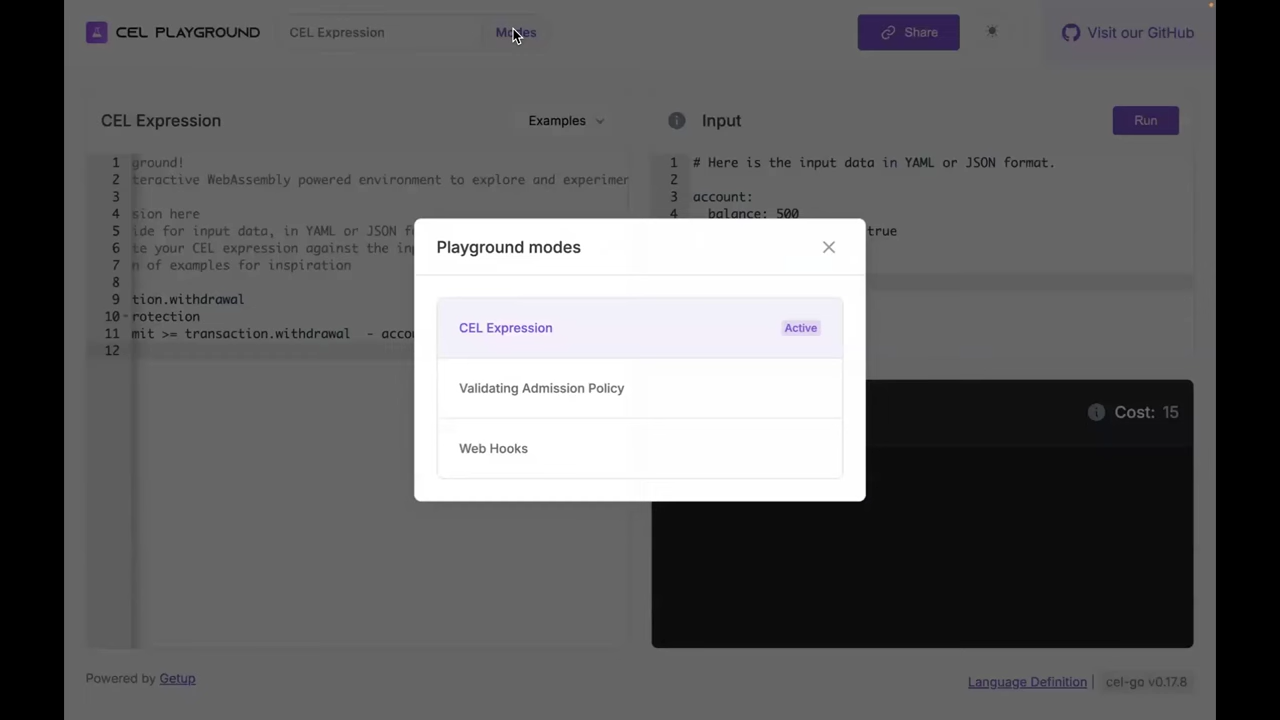 CEL PLAYGROUND
CEL Expression
Modes
Share
Visit our GitHub
CEL Expression
Examples
1 ground!
2 teractive WebAssembly powered environment to explore and experimer
3
4 sion here
5 ide for input data, in YAML or JSON f
6 te your CEL expression against the inp
7 n of examples for inspiration
8
9 tion.withdrawal
10 rotection
11 mit >= transaction.withdrawal - accou
12
Input
Run
1 # Here is the input data in YAML or JSON format.
2
3 account:
4 balance: 500
true
Playground modes
CEL Expression
Active
Validating Admission Policy
Web Hooks
Cost: 15
Powered by Getup
Language Definition |
cel-go v0.17.8